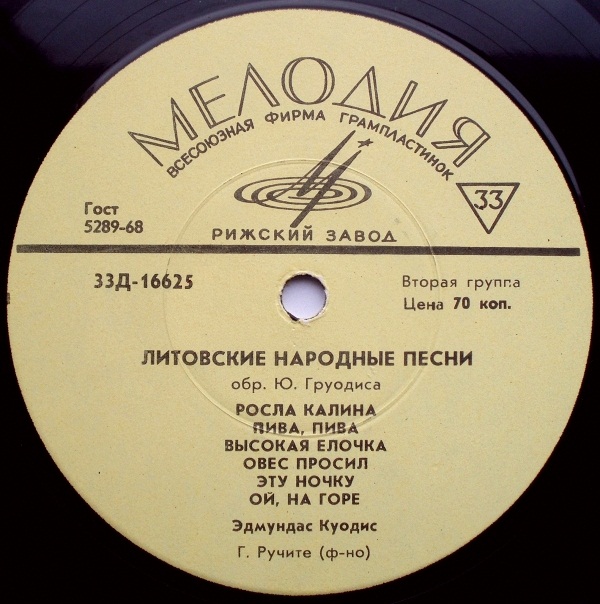 МЕЛОДИЯ
ВСЕСОЮЗНАЯ ФИРМА ГРАМПЛАСТИНОК
33
Гост
5289-68
РИЖСКИЙ ЗАВОД
33Д-16625
Вторая группа
Цена 70 коп.
ЛИТОВСКИЕ НАРОДНЫЕ ПЕСНИ
обр. Ю. Груодиса
РОСЛА КАЛИНА
ПИВА, ПИВА
ВЫСОКАЯ ЕЛОЧКА
ОВЕС ПРОСИЛ
ЭТУ НОЧКУ
ОЙ, НА ГОРЕ
Эдмундас Куодис
Г. Ручите (ф-но)